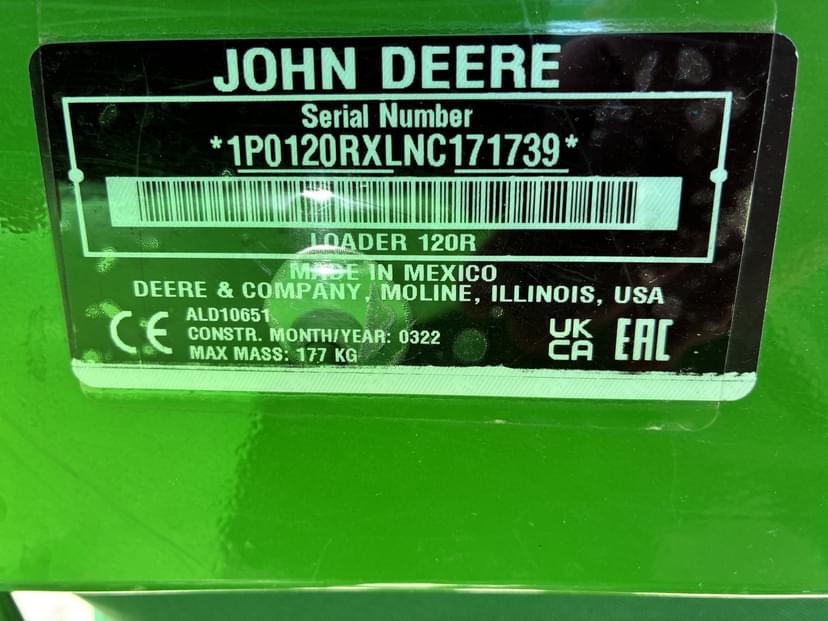 JOHN DEERE
Serial Number
*1P0120RXLNC171739*
LOADER 120R
MADE IN MEXICO
DEERE & COMPANY, MOLINE, ILLINOIS, USA
CE
ALD10651
CONSTR. MONTH/YEAR: 0322
MAX MASS: 177 KG
UK
CA
EAC